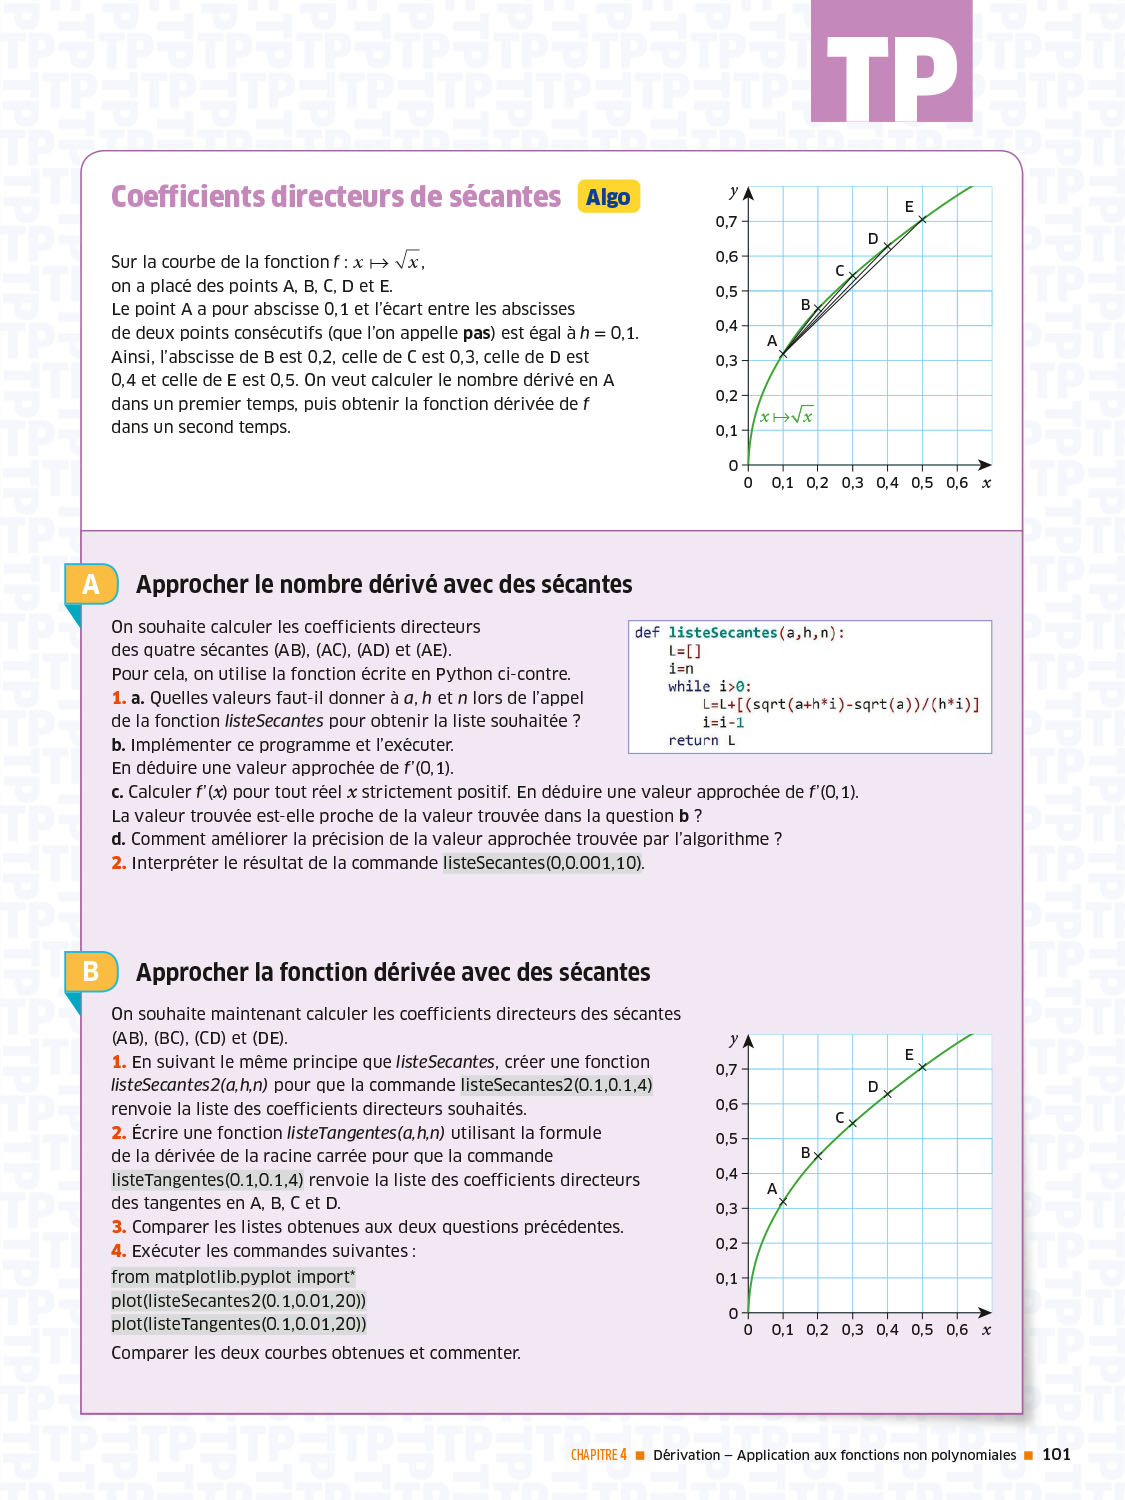 TP
Coefficients directeurs de sécantes Algo
Sur la courbe de la fonction f : x ↦ √x,
on a placé des points A, B, C, D et E.
Le point A a pour abscisse 0,1 et l’écart entre les abscisses
de deux points consécutifs (que l’on appelle pas) est égal à h = 0,1.
Ainsi, l’abscisse de B est 0,2, celle de C est 0,3, celle de D est
0,4 et celle de E est 0,5. On veut calculer le nombre dérivé en A
dans un premier temps, puis obtenir la fonction dérivée de f
dans un second temps.
y
0,7
0,6
0,5
0,4
0,3
0,2
0,1
0
A
B
C
D
E
x ↦ √x
0 0,1 0,2 0,3 0,4 0,5 0,6 x
A Approcher le nombre dérivé avec des sécantes
On souhaite calculer les coefficients directeurs
des quatre sécantes (AB), (AC), (AD) et (AE).
Pour cela, on utilise la fonction écrite en Python ci-contre.
1. a. Quelles valeurs faut-il donner à a, h et n lors de l’appel
de la fonction listeSecantes pour obtenir la liste souhaitée ?
b. Implémenter ce programme et l’exécuter.
En déduire une valeur approchée de f’(0,1).
c. Calculer f’(x) pour tout réel x strictement positif. En déduire une valeur approchée de f’(0,1).
La valeur trouvée est-elle proche de la valeur trouvée dans la question b ?
d. Comment améliorer la précision de la valeur approchée trouvée par l’algorithme ?
2. Interpréter le résultat de la commande listeSecantes(0,0.001,10).
def listeSecantes(a,h,n):
L=[]
i=n
while i>0:
L=L+[(sqrt(a+h*i)-sqrt(a))/(h*i)]
i=i-1
return L
B Approcher la fonction dérivée avec des sécantes
On souhaite maintenant calculer les coefficients directeurs des sécantes
(AB), (BC), (CD) et (DE).
1. En suivant le même principe que listeSecantes, créer une fonction
listeSecantes2(a,h,n) pour que la commande listeSecantes2(0.1,0.1,4)
renvoie la liste des coefficients directeurs souhaités.
2. Écrire une fonction listeTangentes(a,h,n) utilisant la formule
de la dérivée de la racine carrée pour que la commande
listeTangentes(0.1,0.1,4) renvoie la liste des coefficients directeurs
des tangentes en A, B, C et D.
3. Comparer les listes obtenues aux deux questions précédentes.
4. Exécuter les commandes suivantes :
from matplotlib.pyplot import*
plot(listeSecantes2(0.1,0.01,20))
plot(listeTangentes(0.1,0.01,20))
Comparer les deux courbes obtenues et commenter.
y
0,7
0,6
0,5
0,4
0,3
0,2
0,1
0
A
B
C
D
E
0 0,1 0,2 0,3 0,4 0,5 0,6 x
CHAPITRE 4 ■ Dérivation – Application aux fonctions non polynomiales ■ 101